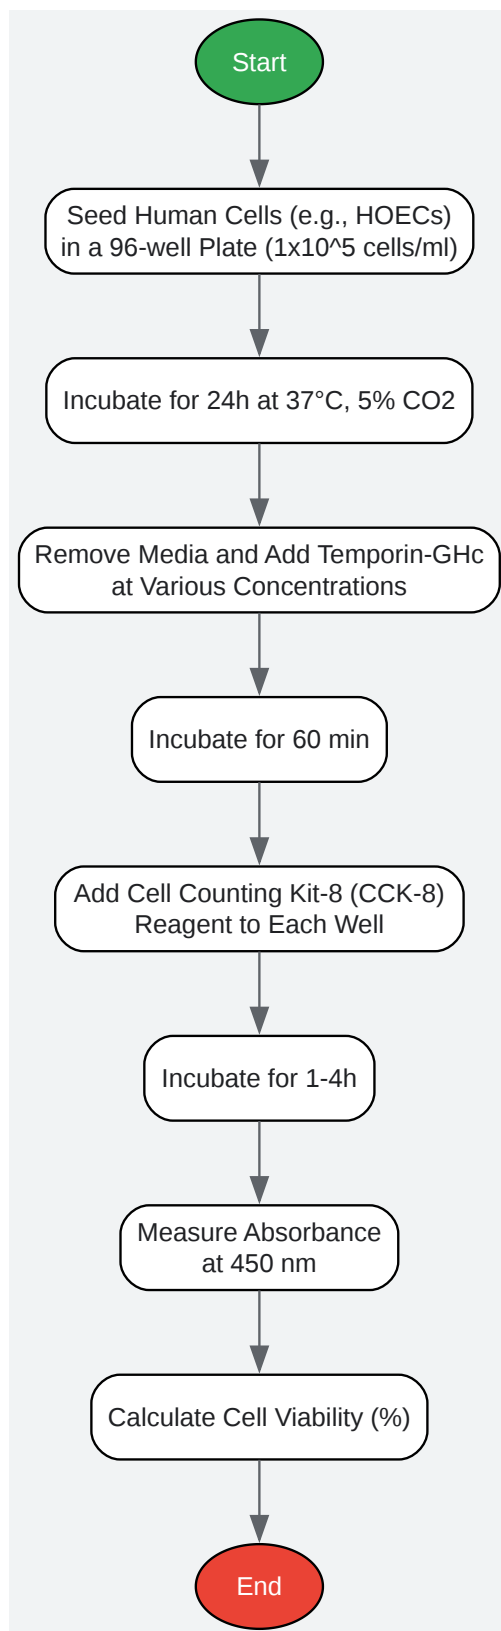 Start
Seed Human Cells (e.g., HOECs)
in a 96-well Plate (1x10^5 cells/ml)
Incubate for 24h at 37°C, 5% CO2
Remove Media and Add Temporin-GHc
at Various Concentrations
Incubate for 60 min
Add Cell Counting Kit-8 (CCK-8)
Reagent to Each Well
Incubate for 1-4h
Measure Absorbance
at 450 nm
Calculate Cell Viability (%)
End